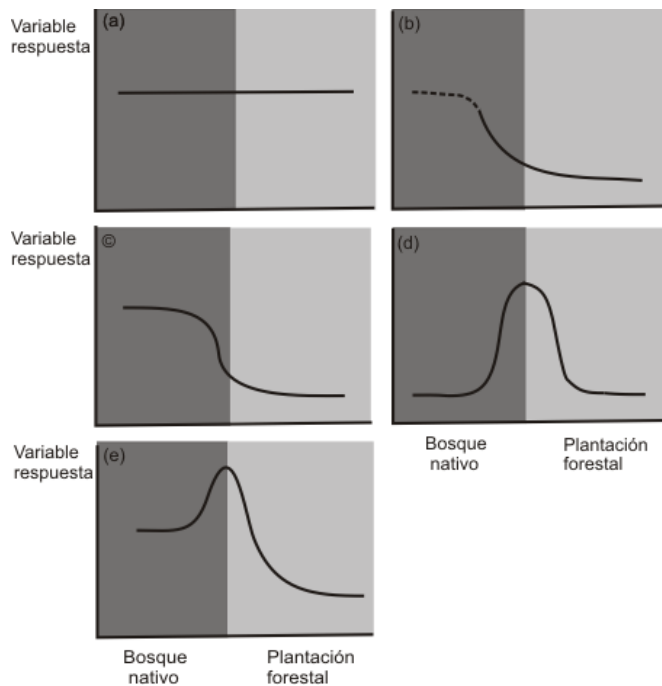 Variable
respuesta
(a)
(b)
Variable
respuesta
©
(d)
Bosque
nativo
Plantación
forestal
Variable
respuesta
(e)
Bosque
nativo
Plantación
forestal